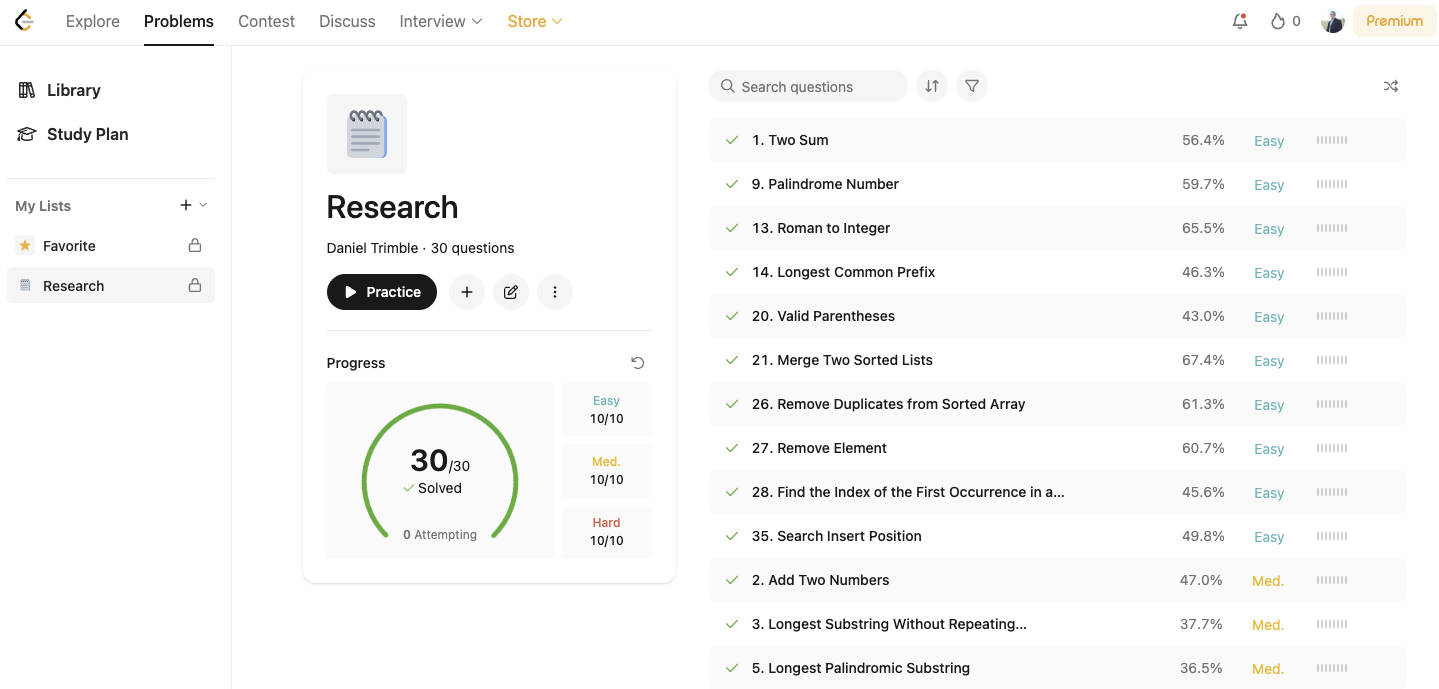 Explore Problems Contest Discuss Interview Store 0 Premium
Library
Study Plan
My Lists
Favorite
Research
Research
Daniel Trimble · 30 questions
Practice
Progress
30/30
Solved
0 Attempting
Easy
10/10
Med.
10/10
Hard
10/10
Search questions
1. Two Sum 56.4% Easy
9. Palindrome Number 59.7% Easy
13. Roman to Integer 65.5% Easy
14. Longest Common Prefix 46.3% Easy
20. Valid Parentheses 43.0% Easy
21. Merge Two Sorted Lists 67.4% Easy
26. Remove Duplicates from Sorted Array 61.3% Easy
27. Remove Element 60.7% Easy
28. Find the Index of the First Occurrence in a... 45.6% Easy
35. Search Insert Position 49.8% Easy
2. Add Two Numbers 47.0% Med.
3. Longest Substring Without Repeating... 37.7% Med.
5. Longest Palindromic Substring 36.5% Med.